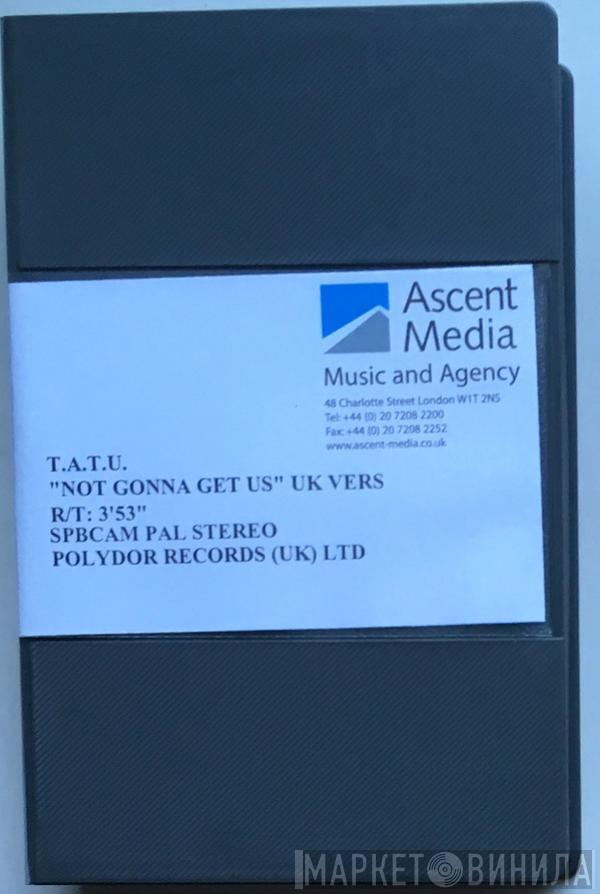 Ascent
Media
Music and Agency
48 Charlotte Street London W1T 2NS
Tel: +44 (0) 20 7208 2200
Fax: +44 (0) 20 7208 2252
www.ascent-media.co.uk
T.A.T.U.
"NOT GONNA GET US" UK VERS
R/T: 3'53"
SPBCAM PAL STEREO
POLYDOR RECORDS (UK) LTD
МАРКЕТ ВИНИЛА